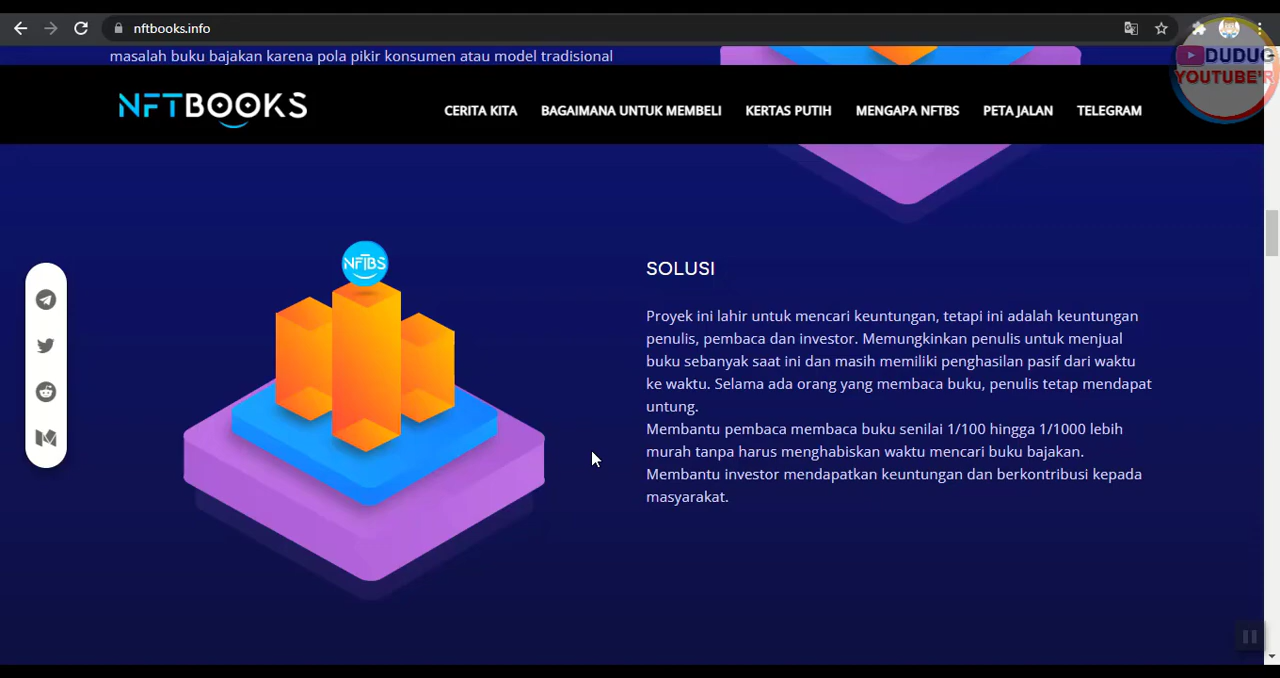 nftbooks.info
masalah buku bajakan karena pola pikir konsumen atau model tradisional
DUDUG
YOUTUBE'R
NFTBOOKS
CERITA KITA
BAGAIMANA UNTUK MEMBELI
KERTAS PUTIH
MENGAPA NFTBS
PETA JALAN
TELEGRAM
NFTBS
SOLUSI
Proyek ini lahir untuk mencari keuntungan, tetapi ini adalah keuntungan
penulis, pembaca dan investor. Memungkinkan penulis untuk menjual
buku sebanyak saat ini dan masih memiliki penghasilan pasif dari waktu
ke waktu. Selama ada orang yang membaca buku, penulis tetap mendapat
untung.
Membantu pembaca membaca buku senilai 1/100 hingga 1/1000 lebih
murah tanpa harus menghabiskan waktu mencari buku bajakan.
Membantu investor mendapatkan keuntungan dan berkontribusi kepada
masyarakat.